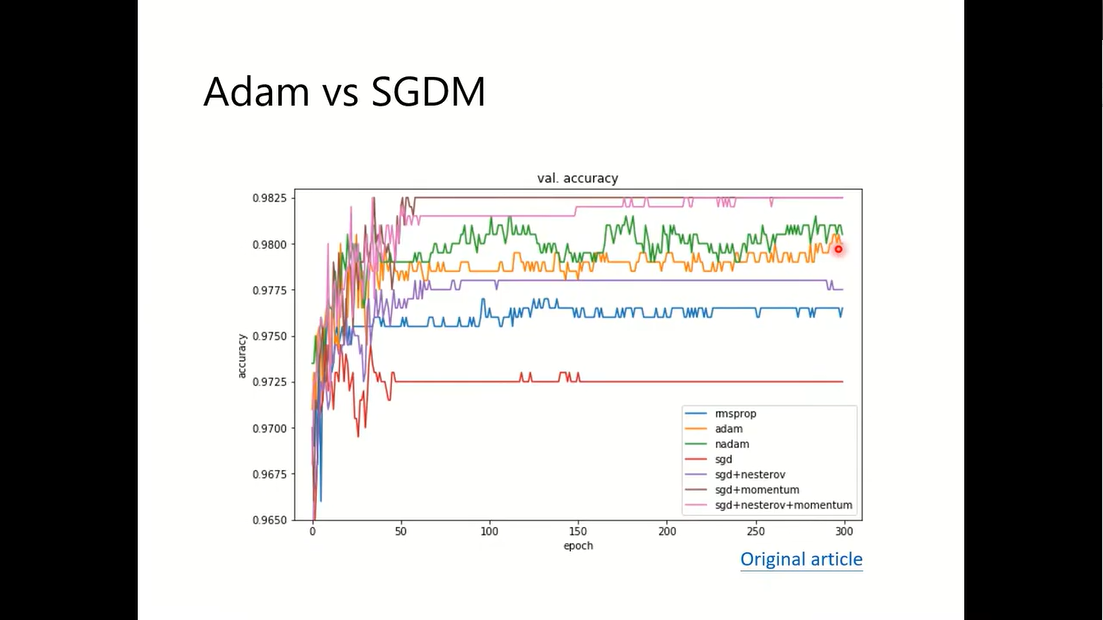 Adam vs SGDM
val. accuracy
0.9825
0.9800
0.9775
0.9750
0.9725
0.9700
0.9675
0.9650
accuracy
0 50 100 150 200 250 300
epoch
rmsprop
adam
nadam
sgd
sgd+nesterov
sgd+momentum
sgd+nesterov+momentum
Original article